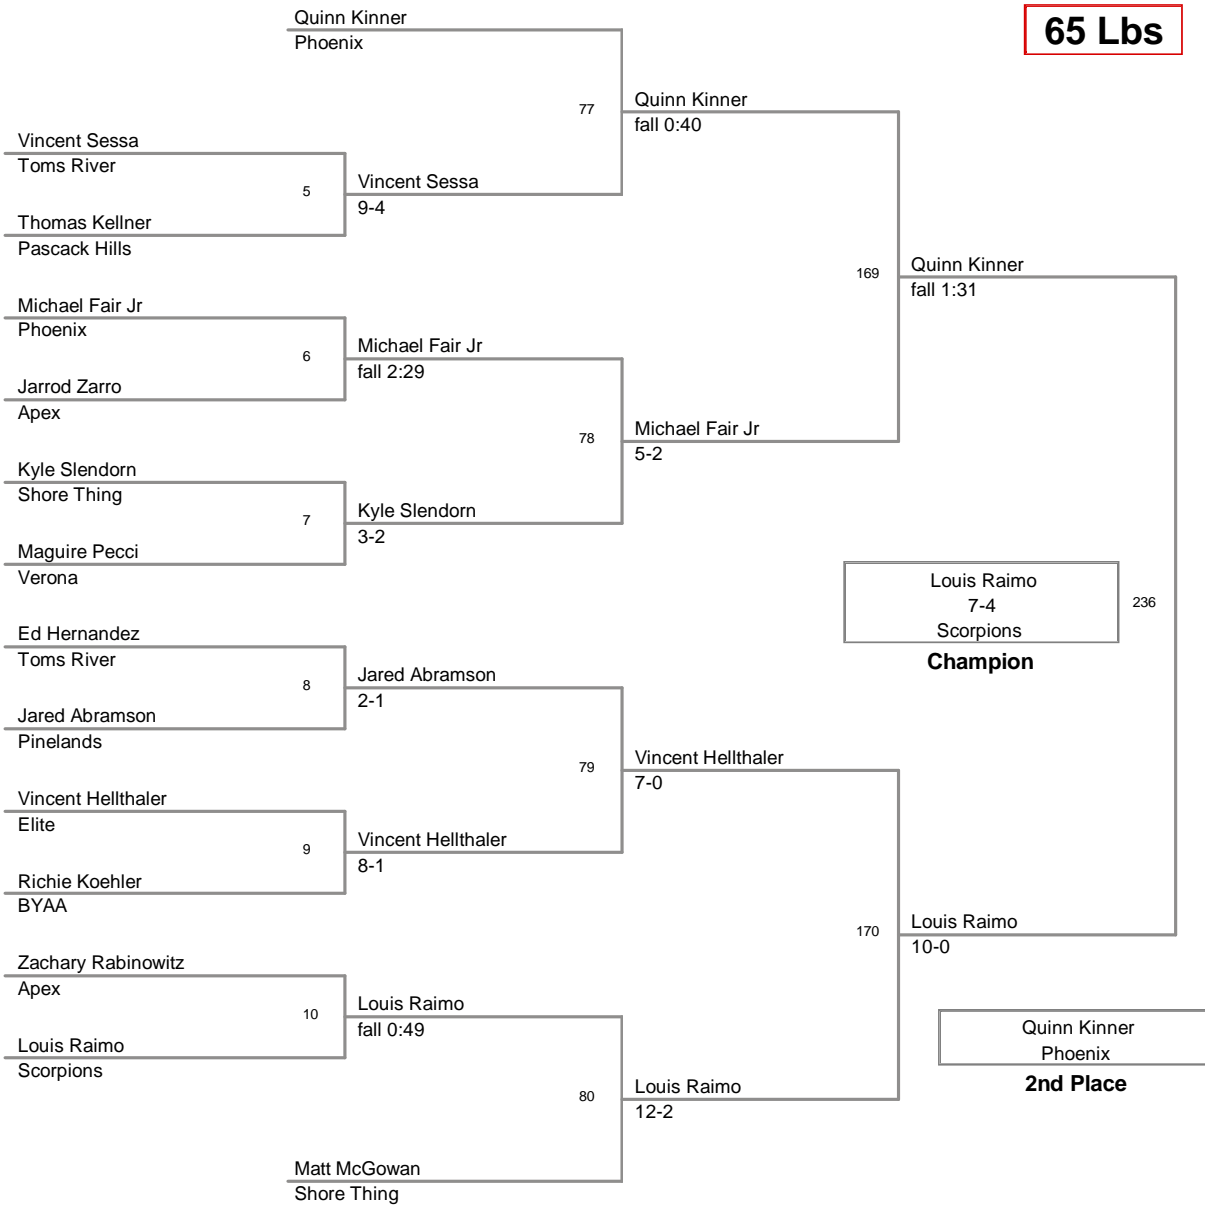 Quinn Kinner
Phoenix
65 Lbs
77
Quinn Kinner
fall 0:40
Vincent Sessa
Toms River
5
Vincent Sessa
9-4
Thomas Kellner
Pascack Hills
169
Quinn Kinner
fall 1:31
Michael Fair Jr
Phoenix
6
Michael Fair Jr
fall 2:29
Jarrod Zarro
Apex
78
Michael Fair Jr
5-2
Kyle Slendorn
Shore Thing
7
Kyle Slendorn
3-2
Maguire Pecci
Verona
Louis Raimo
7-4
Scorpions
Champion
236
Ed Hernandez
Toms River
8
Jared Abramson
2-1
Jared Abramson
Pinelands
79
Vincent Hellthaler
7-0
Vincent Hellthaler
Elite
9
Vincent Hellthaler
8-1
Richie Koehler
BYAA
170
Louis Raimo
10-0
Zachary Rabinowitz
Apex
10
Louis Raimo
fall 0:49
Louis Raimo
Scorpions
Quinn Kinner
Phoenix
2nd Place
80
Louis Raimo
12-2
Matt McGowan
Shore Thing